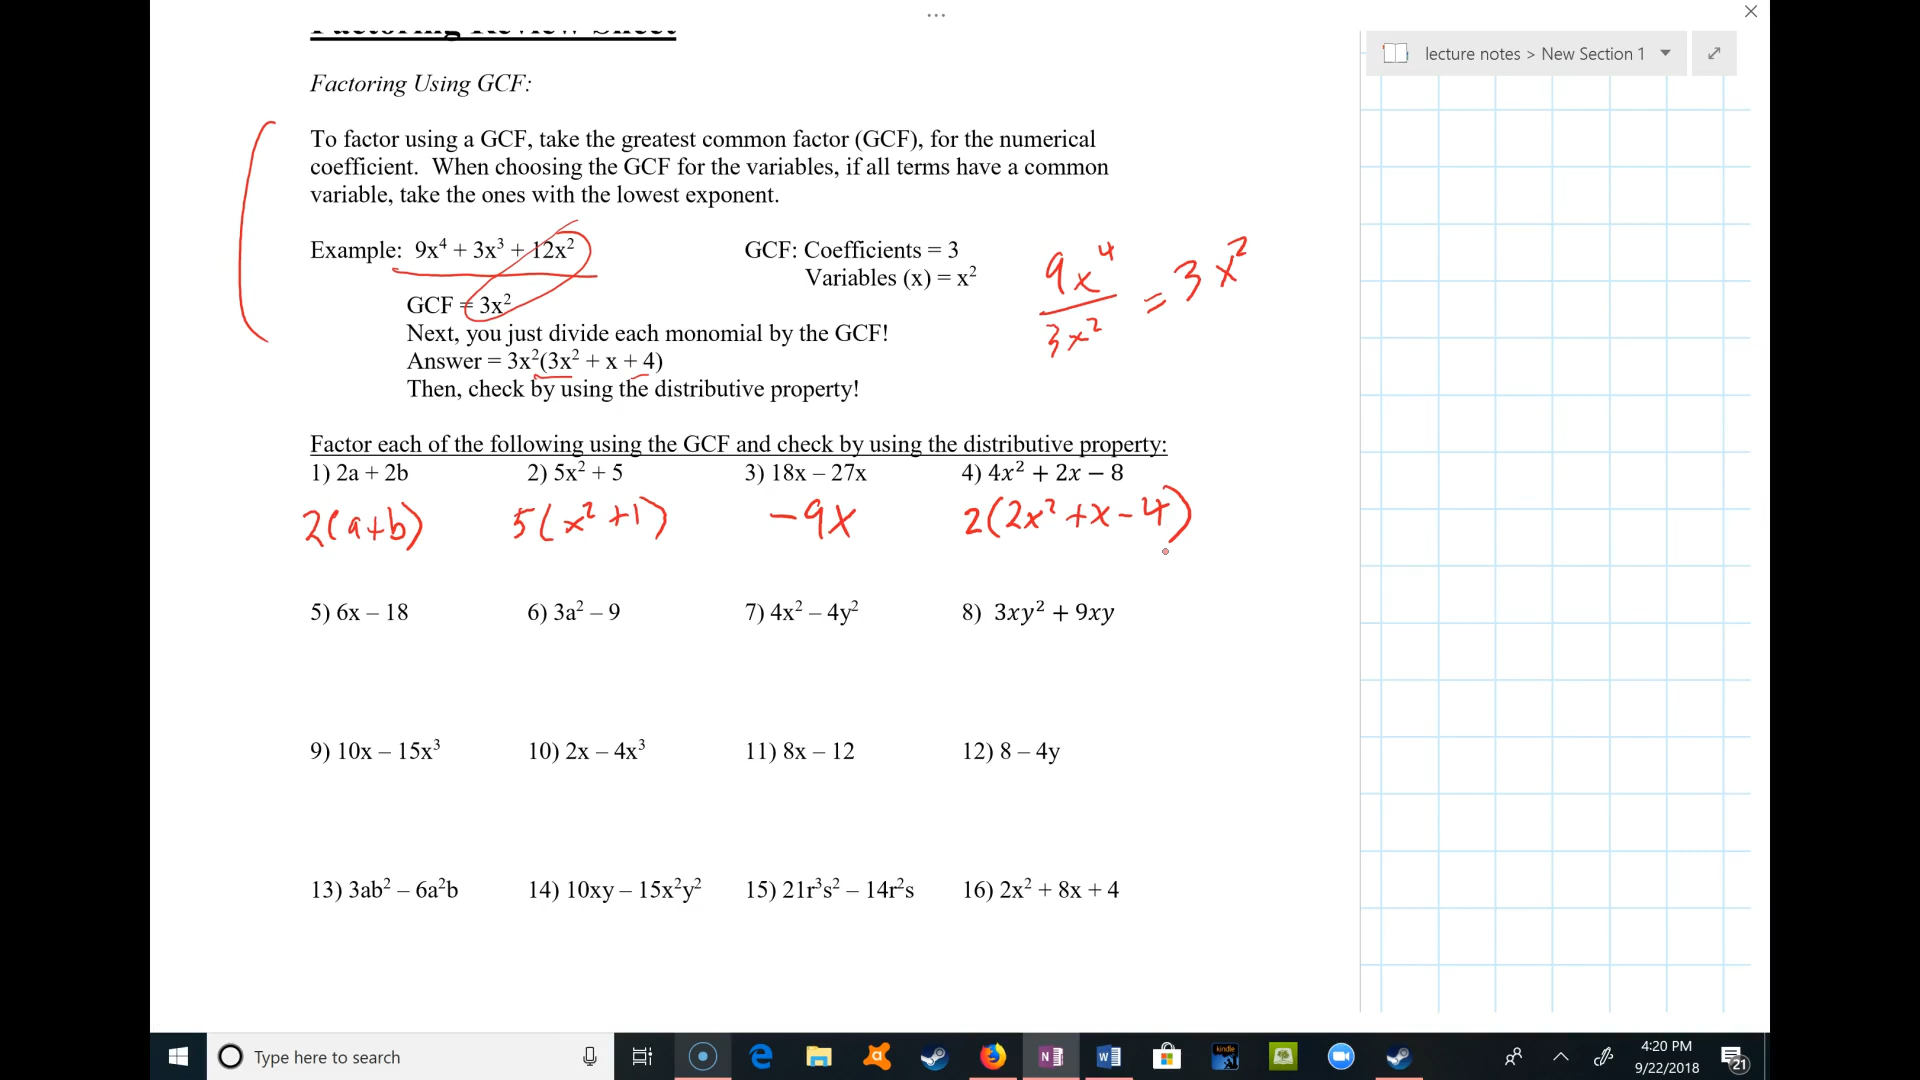 ...
Factoring Review Sheet
lecture notes > New Section 1
Factoring Using GCF:
To factor using a GCF, take the greatest common factor (GCF), for the numerical
coefficient. When choosing the GCF for the variables, if all terms have a common
variable, take the ones with the lowest exponent.
Example: 9x⁴ + 3x³ + 12x² GCF: Coefficients = 3
Variables (x) = x²
9x⁴/3x² = 3x²
GCF = 3x²
Next, you just divide each monomial by the GCF!
Answer = 3x²(3x² + x + 4)
Then, check by using the distributive property!
Factor each of the following using the GCF and check by using the distributive property:
1) 2a + 2b 2) 5x² + 5 3) 18x – 27x 4) 4x² + 2x − 8
2(a+b) 5(x²+1) -9x 2(2x²+x-4)
5) 6x – 18 6) 3a² – 9 7) 4x² – 4y² 8) 3xy² + 9xy
9) 10x – 15x³ 10) 2x – 4x³ 11) 8x – 12 12) 8 – 4y
13) 3ab² – 6a²b 14) 10xy – 15x²y² 15) 21r³s² – 14r²s 16) 2x² + 8x + 4
Type here to search
kindle
4:20 PM
9/22/2018
21